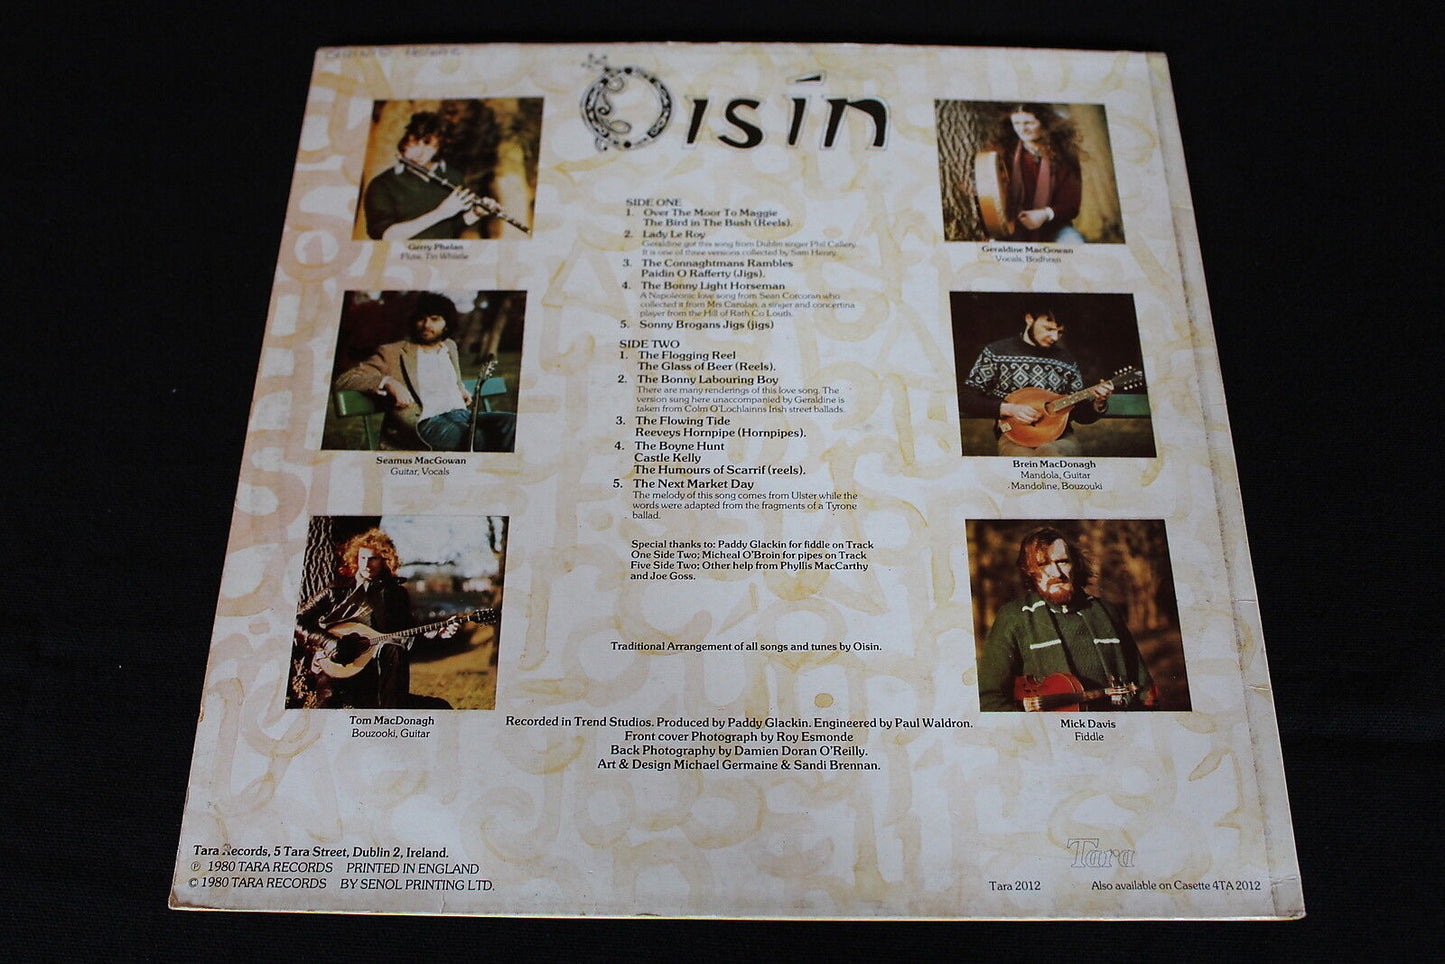 Oisín
Gerry Phelan
Flute, Tin Whistle
Seamus MacGowan
Guitar, Vocals
Tom MacDonagh
Bouzouki, Guitar
SIDE ONE
1. Over The Moor To Maggie
The Bird in The Bush (Reels).
2. Lady Le Roy
Geraldine got this song from Dublin singer Phil Callery.
It is one of three versions collected by Sam Henry.
3. The Connaghtmans Rambles
Paidin O Rafferty (Jigs).
4. The Bonny Light Horseman
A Napoleonic love song from Sean Corcoran who
collected it from Mrs Carolan, a singer and concertina
player from the Hill of Rath Co Louth.
5. Sonny Brogans Jigs (jigs)
SIDE TWO
1. The Flogging Reel
The Glass of Beer (Reels).
2. The Bonny Labouring Boy
There are many renderings of this love song. The
version sung here unaccompanied by Geraldine is
taken from Colm O'Lochlainns Irish street ballads.
3. The Flowing Tide
Reeveys Hornpipe (Hornpipes).
4. The Boyne Hunt
Castle Kelly
The Humours of Scarrif (reels).
5. The Next Market Day
The melody of this song comes from Ulster while the
words were adapted from the fragments of a Tyrone
ballad.
Special thanks to: Paddy Glackin for fiddle on Track
One Side Two; Micheal O'Broin for pipes on Track
Five Side Two; Other help from Phyllis MacCarthy
and Joe Goss.
Traditional Arrangement of all songs and tunes by Oisin.
Geraldine MacGowan
Vocals, Bodhran
Brein MacDonagh
Mandola, Guitar
Mandoline, Bouzouki
Mick Davis
Fiddle
Recorded in Trend Studios. Produced by Paddy Glackin. Engineered by Paul Waldron.
Front cover Photograph by Roy Esmonde
Back Photography by Damien Doran O'Reilly.
Art & Design Michael Germaine & Sandi Brennan.
Tara Records, 5 Tara Street, Dublin 2, Ireland.
℗ 1980 TARA RECORDS PRINTED IN ENGLAND
© 1980 TARA RECORDS BY SENOL PRINTING LTD.
Tara
Tara 2012 Also available on Casette 4TA 2012